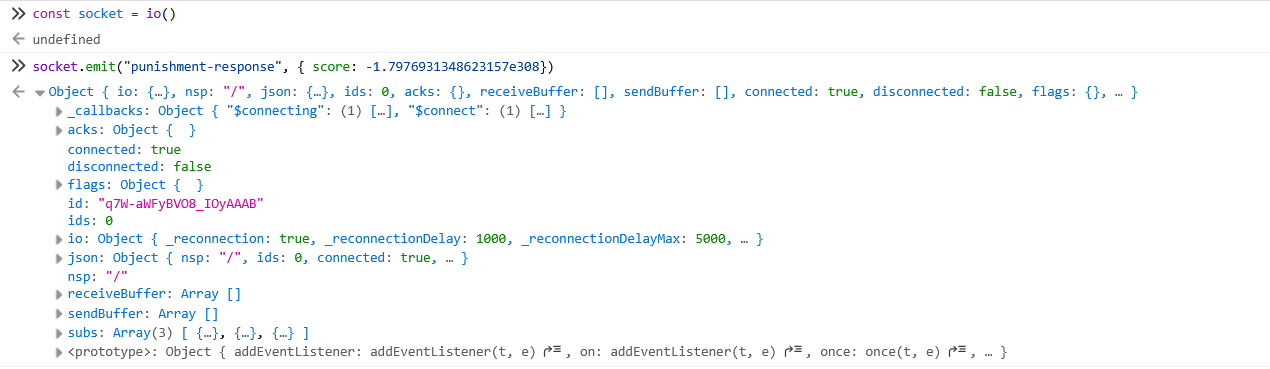 const socket = io()
undefined
socket.emit("punishment-response", { score: -1.7976931348623157e308})
Object { io: {…}, nsp: "/", json: {…}, ids: 0, acks: {}, receiveBuffer: [], sendBuffer: [], connected: true, disconnected: false, flags: {}, … }
_callbacks: Object { "$connecting": (1) […], "$connect": (1) […] }
acks: Object {  }
connected: true
disconnected: false
flags: Object {  }
id: "q7W-aWFyBVO8_IOyAAAB"
ids: 0
io: Object { _reconnection: true, _reconnectionDelay: 1000, _reconnectionDelayMax: 5000, … }
json: Object { nsp: "/", ids: 0, connected: true, … }
nsp: "/"
receiveBuffer: Array []
sendBuffer: Array []
subs: Array(3) [ {…}, {…}, {…} ]
<prototype>: Object { addEventListener: addEventListener(t, e), on: addEventListener(t, e), once: once(t, e), … }